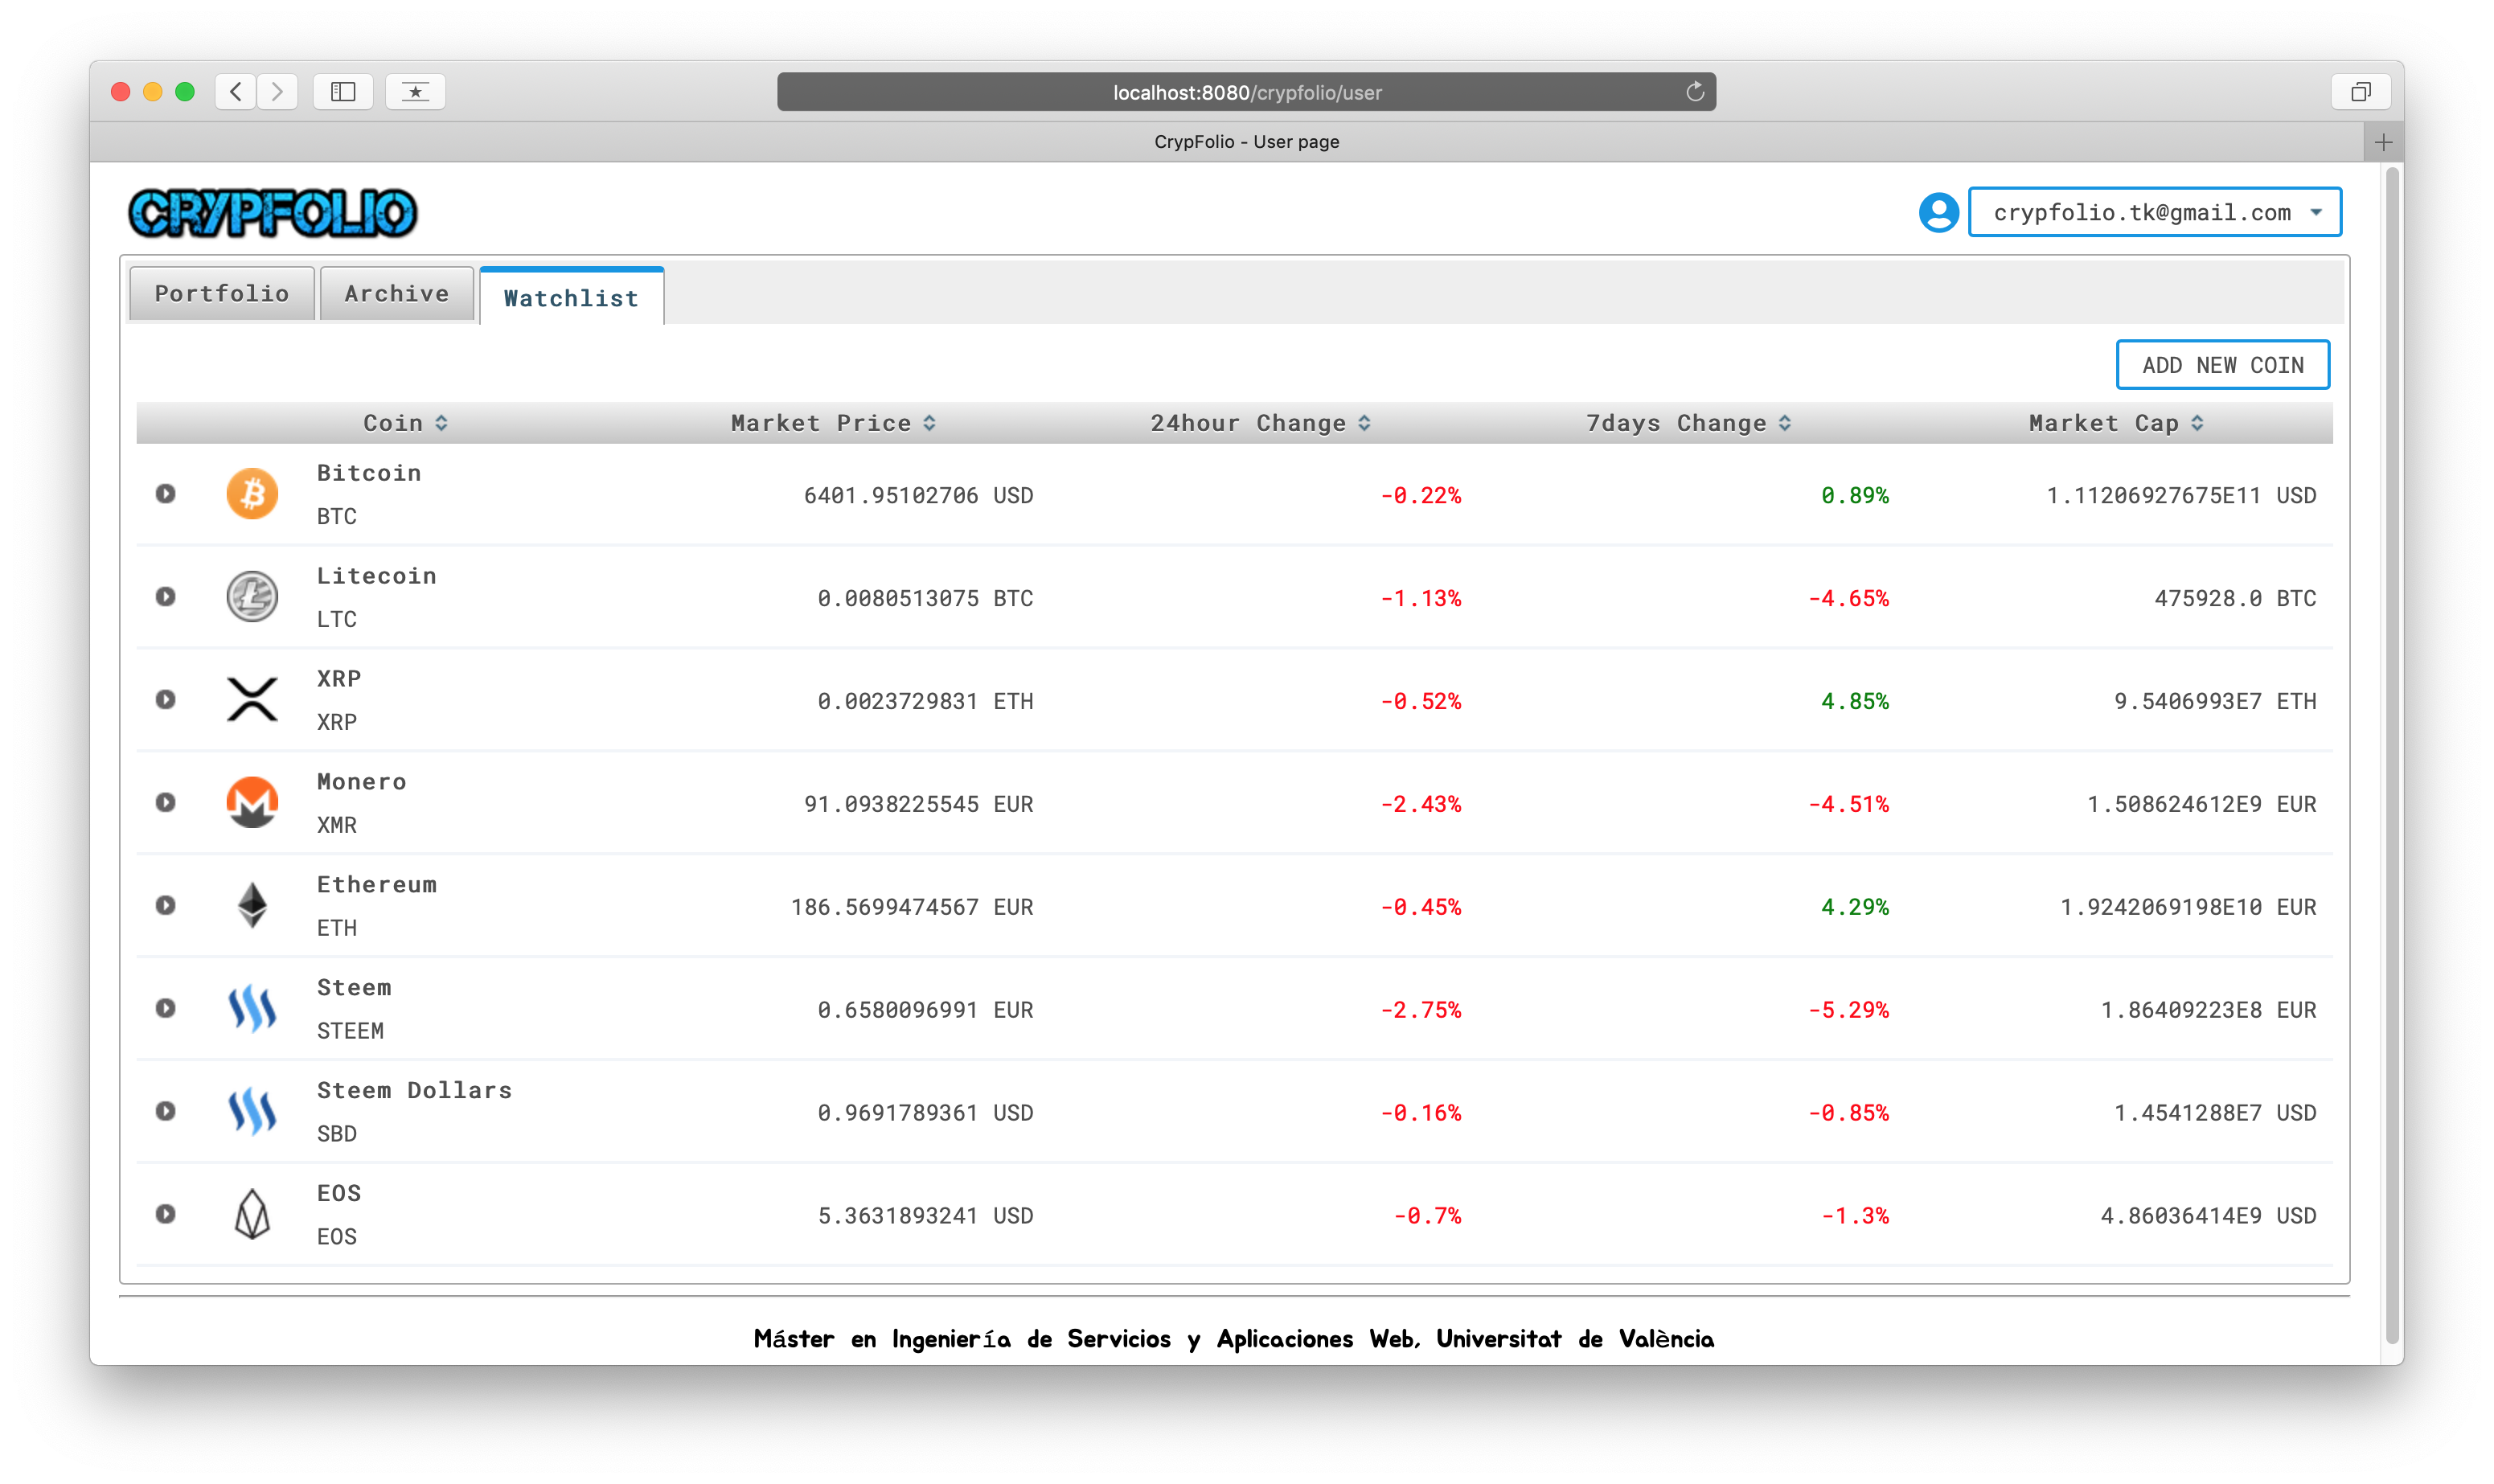 localhost:8080/crypfolio/user
CrypFolio - User page
CRYPFOLIO
crypfolio.tk@gmail.com
Portfolio Archive Watchlist
ADD NEW COIN
Coin Market Price 24hour Change 7days Change Market Cap
Bitcoin
BTC
6401.95102706 USD -0.22% 0.89% 1.11206927675E11 USD
Litecoin
LTC
0.0080513075 BTC -1.13% -4.65% 475928.0 BTC
XRP
XRP
0.0023729831 ETH -0.52% 4.85% 9.5406993E7 ETH
Monero
XMR
91.0938225545 EUR -2.43% -4.51% 1.508624612E9 EUR
Ethereum
ETH
186.5699474567 EUR -0.45% 4.29% 1.9242069198E10 EUR
Steem
STEEM
0.6580096991 EUR -2.75% -5.29% 1.86409223E8 EUR
Steem Dollars
SBD
0.9691789361 USD -0.16% -0.85% 1.4541288E7 USD
EOS
EOS
5.3631893241 USD -0.7% -1.3% 4.86036414E9 USD
Máster en Ingeniería de Servicios y Aplicaciones Web, Universitat de València